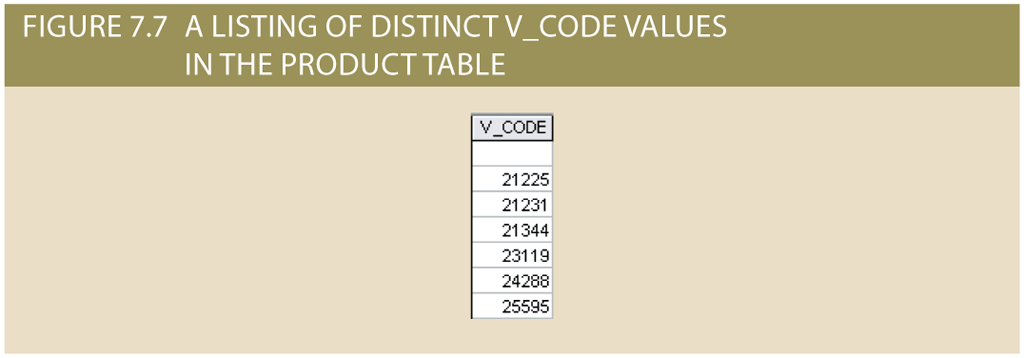 FIGURE 7.7 A LISTING OF DISTINCT V_CODE VALUES
IN THE PRODUCT TABLE
V_CODE
21225
21231
21344
23119
24288
25595